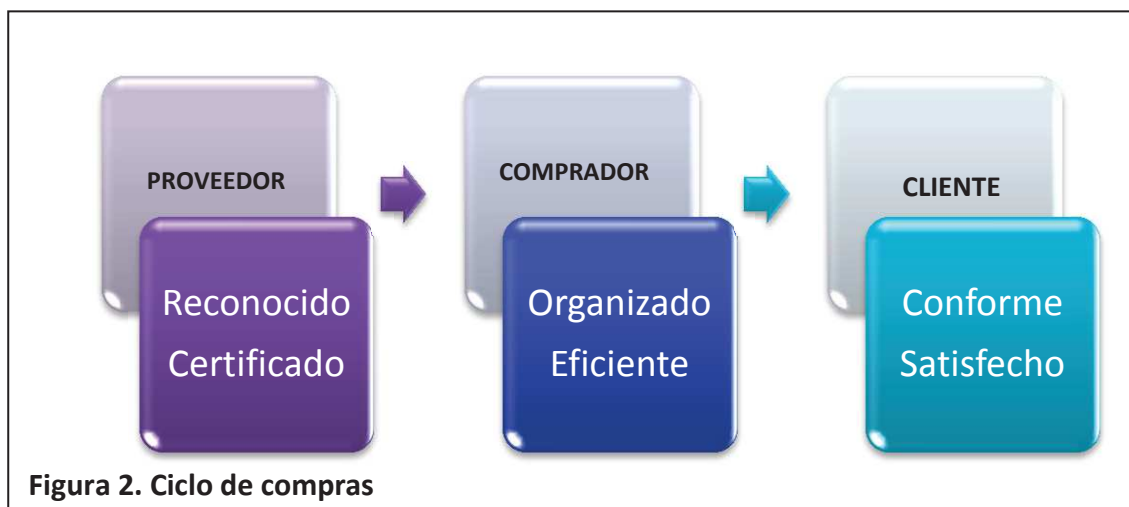 PROVEEDOR
Reconocido
Certificado
COMPRADOR
Organizado
Eficiente
CLIENTE
Conforme
Satisfecho
Figura 2. Ciclo de compras